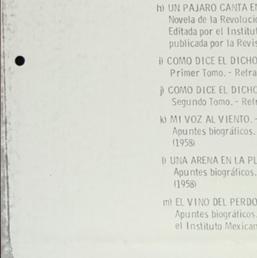 h) UN PAJARO CANTA EN
Novela de la Revolució
Editada por el Institut
publicada por la Revis
i) COMO DICE EL DICHO
Primer Tomo. - Refra
j) COMO DICE EL DICHO
Segundo Tomo. - Refr
k) MI VOZ AL VIENTO. -
Apuntes biográficos.
(1958)
l) UNA ARENA EN LA PL
Apuntes biográficos.
(1958)
m) EL VINO DEL PERDO
Apuntes biográficos.
el Instituto Mexican